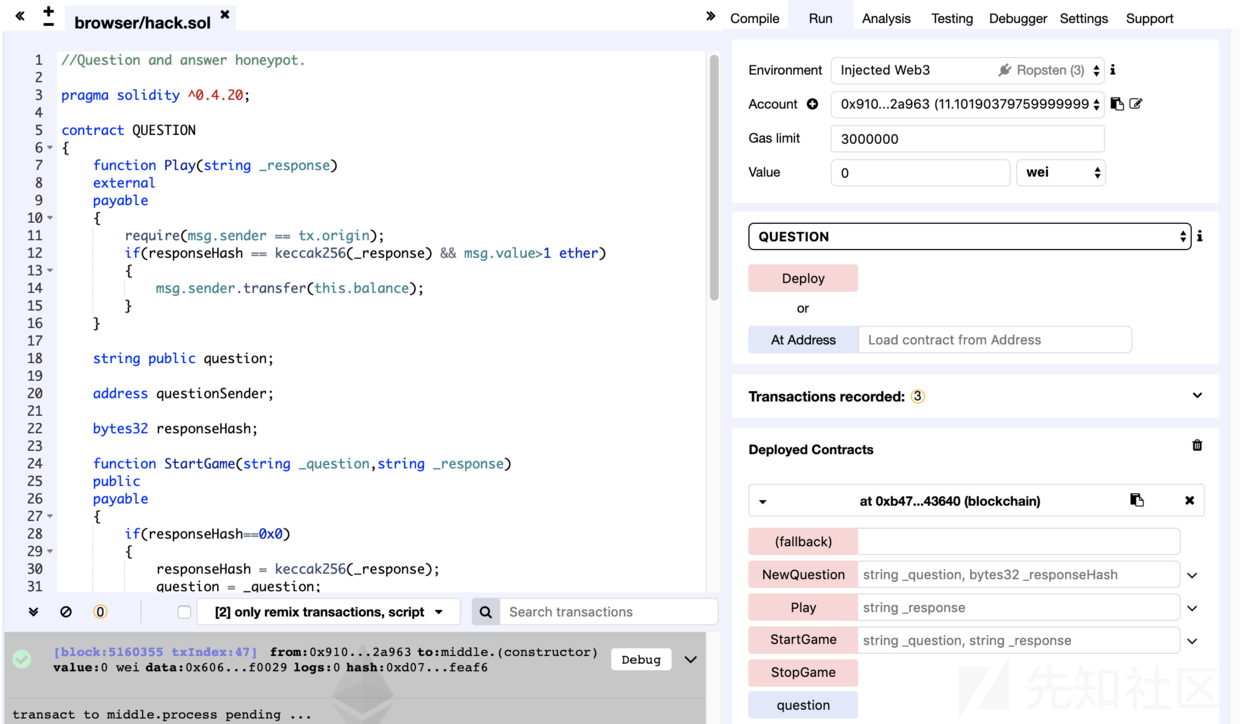 browser/hack.sol
Compile Run Analysis Testing Debugger Settings Support
1 //Question and answer honeypot.
2
3 pragma solidity ^0.4.20;
4
5 contract QUESTION
6 {
7 function Play(string _response)
8 external
9 payable
10 {
11 require(msg.sender == tx.origin);
12 if(responseHash == keccak256(_response) && msg.value>1 ether)
13 {
14 msg.sender.transfer(this.balance);
15 }
16 }
17
18 string public question;
19
20 address questionSender;
21
22 bytes32 responseHash;
23
24 function StartGame(string _question,string _response)
25 public
26 payable
27 {
28 if(responseHash==0x0)
29 {
30 responseHash = keccak256(_response);
31 question = _question;
0 [2] only remix transactions, script Search transactions
[block:5160355 txIndex:47] from:0x910...2a963 to:middle.(constructor)
value:0 wei data:0x606...f0029 logs:0 hash:0xd07...feaf6
Debug
transact to middle.process pending ...
Environment Injected Web3 Ropsten (3)
Account 0x910...2a963 (11.10190379759999999
Gas limit 3000000
Value 0 wei
QUESTION
Deploy
or
At Address Load contract from Address
Transactions recorded: 3
Deployed Contracts
at 0xb47...43640 (blockchain)
(fallback)
NewQuestion string _question, bytes32 _responseHash
Play string _response
StartGame string _question, string _response
StopGame
question
先知社区